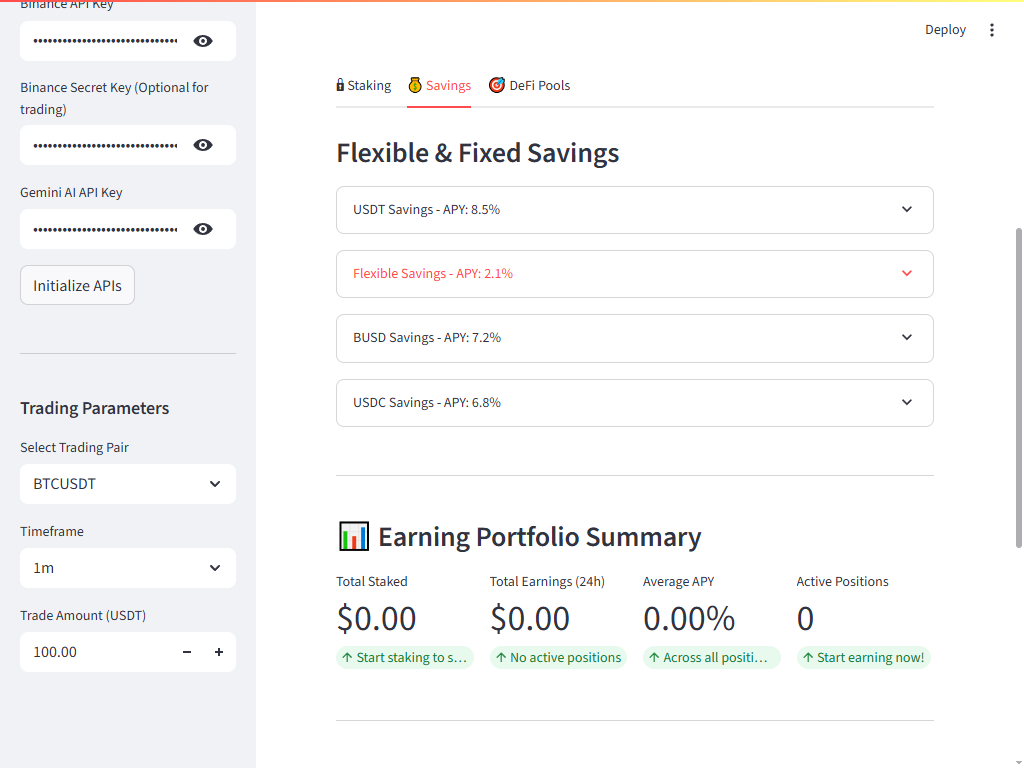 Binance API Key
••••••••••••••••••••••••••••••
Binance Secret Key (Optional for
trading)
••••••••••••••••••••••••••••••
Gemini AI API Key
••••••••••••••••••••••••••••••
Initialize APIs
Trading Parameters
Select Trading Pair
BTCUSDT
Timeframe
1m
Trade Amount (USDT)
100.00
Deploy
Staking Savings DeFi Pools
Flexible & Fixed Savings
USDT Savings - APY: 8.5%
Flexible Savings - APY: 2.1%
BUSD Savings - APY: 7.2%
USDC Savings - APY: 6.8%
📊 Earning Portfolio Summary
Total Staked Total Earnings (24h) Average APY Active Positions
$0.00 $0.00 0.00% 0
↑ Start staking to s… ↑ No active positions ↑ Across all positi… ↑ Start earning now!